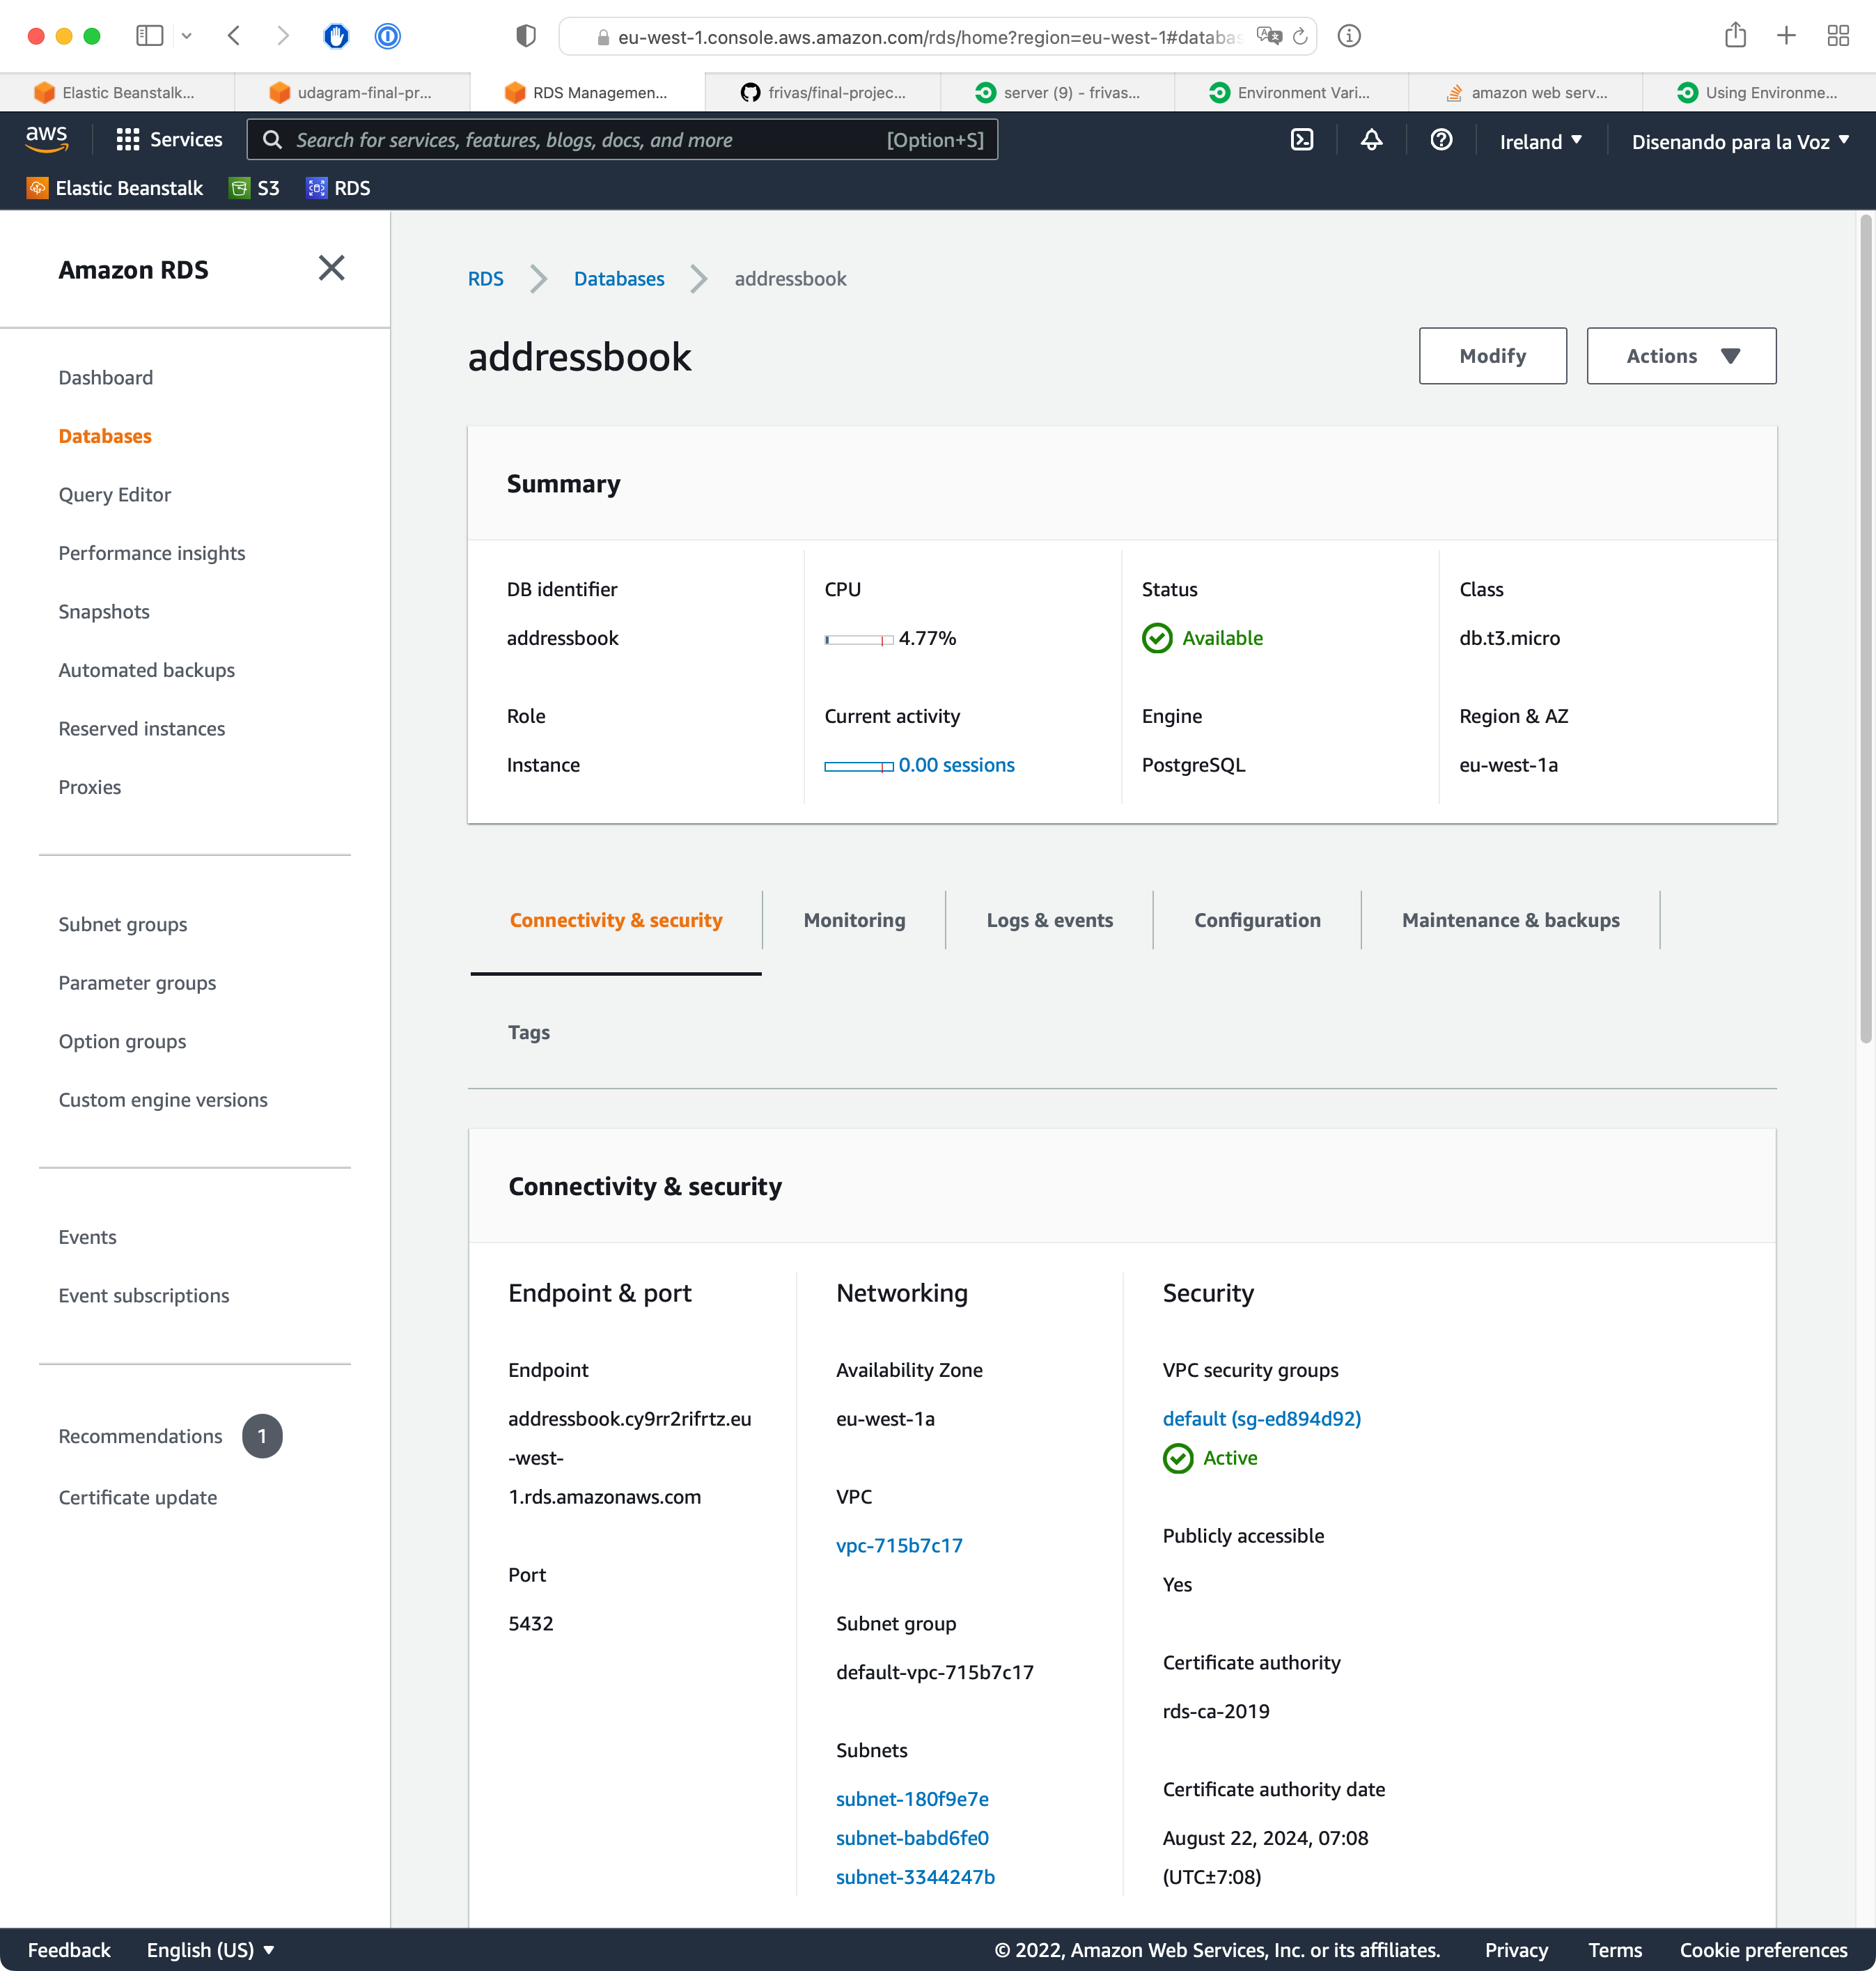 eu-west-1.console.aws.amazon.com/rds/home?region=eu-west-1#databas
Elastic Beanstalk...
udagram-final-pr...
RDS Managemen...
frivas/final-projec...
server (9) - frivas...
Environment Vari...
amazon web serv...
Using Environme...
aws
Services
Search for services, features, blogs, docs, and more
[Option+S]
Ireland
Disenando para la Voz
Elastic Beanstalk
S3
RDS
Amazon RDS
Dashboard
Databases
Query Editor
Performance insights
Snapshots
Automated backups
Reserved instances
Proxies
Subnet groups
Parameter groups
Option groups
Custom engine versions
Events
Event subscriptions
Recommendations 1
Certificate update
RDS
Databases
addressbook
addressbook
Modify
Actions
Summary
DB identifier
addressbook
CPU
4.77%
Status
Available
Class
db.t3.micro
Role
Instance
Current activity
0.00 sessions
Engine
PostgreSQL
Region & AZ
eu-west-1a
Connectivity & security
Monitoring
Logs & events
Configuration
Maintenance & backups
Tags
Connectivity & security
Endpoint & port
Endpoint
addressbook.cy9rr2rifrtz.eu
-west-
1.rds.amazonaws.com
Port
5432
Networking
Availability Zone
eu-west-1a
VPC
vpc-715b7c17
Subnet group
default-vpc-715b7c17
Subnets
subnet-180f9e7e
subnet-babd6fe0
subnet-3344247b
Security
VPC security groups
default (sg-ed894d92)
Active
Publicly accessible
Yes
Certificate authority
rds-ca-2019
Certificate authority date
August 22, 2024, 07:08
(UTC±7:08)
Feedback
English (US)
© 2022, Amazon Web Services, Inc. or its affiliates.
Privacy
Terms
Cookie preferences